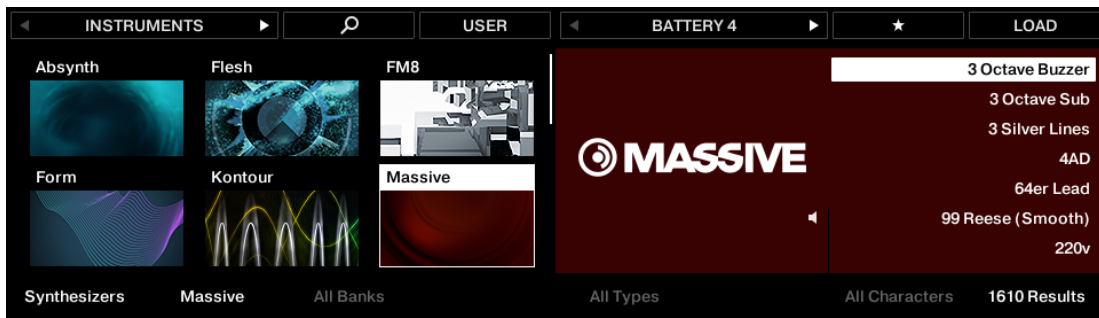 INSTRUMENTS USER BATTERY 4 LOAD
Absynth Flesh FM8
Form Kontour Massive
MASSIVE
3 Octave Buzzer
3 Octave Sub
3 Silver Lines
4AD
64er Lead
99 Reese (Smooth)
220v
Synthesizers Massive All Banks All Types All Characters 1610 Results